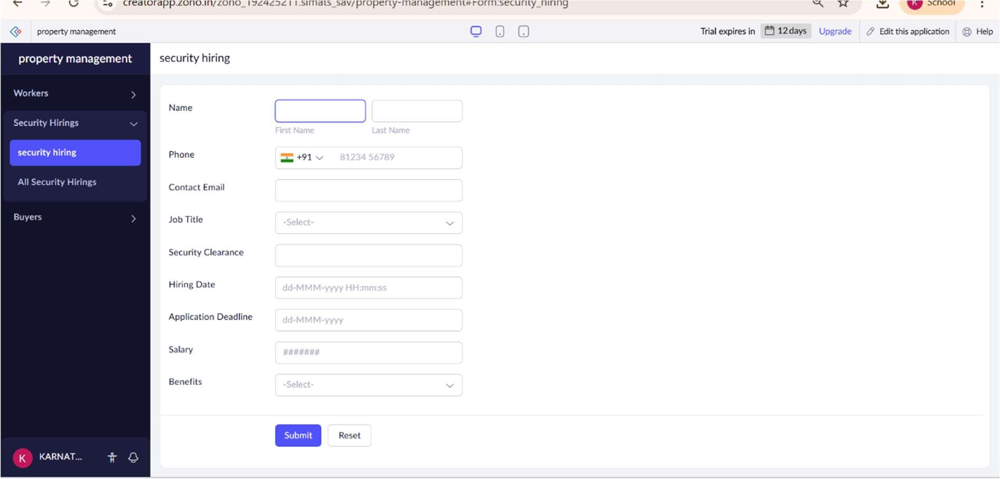 creatorapp.zoho.in/zoho_192425211.simats_sav/property-management#Form:security_hiring
K School
property management
Trial expires in 12 days Upgrade Edit this application Help
property management
security hiring
Workers
Security Hirings
security hiring
All Security Hirings
Buyers
Name
First Name Last Name
Phone +91 81234 56789
Contact Email
Job Title -Select-
Security Clearance
Hiring Date dd-MMM-yyyy HH:mm:ss
Application Deadline dd-MMM-yyyy
Salary #######
Benefits -Select-
Submit Reset
K KARNAT...